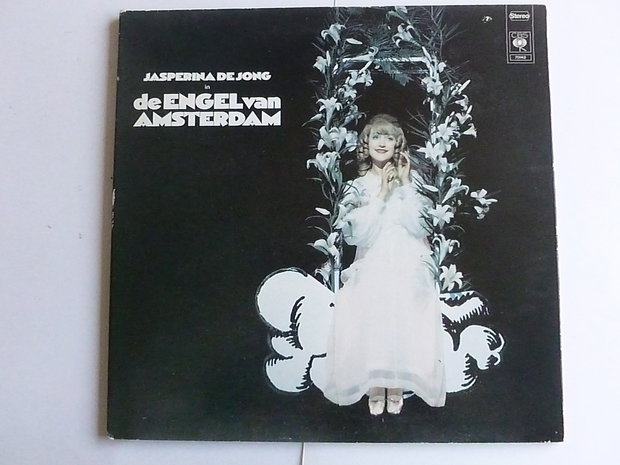 JASPERINA DE JONG
in
de ENGEL van
AMSTERDAM
Stereo
CBS